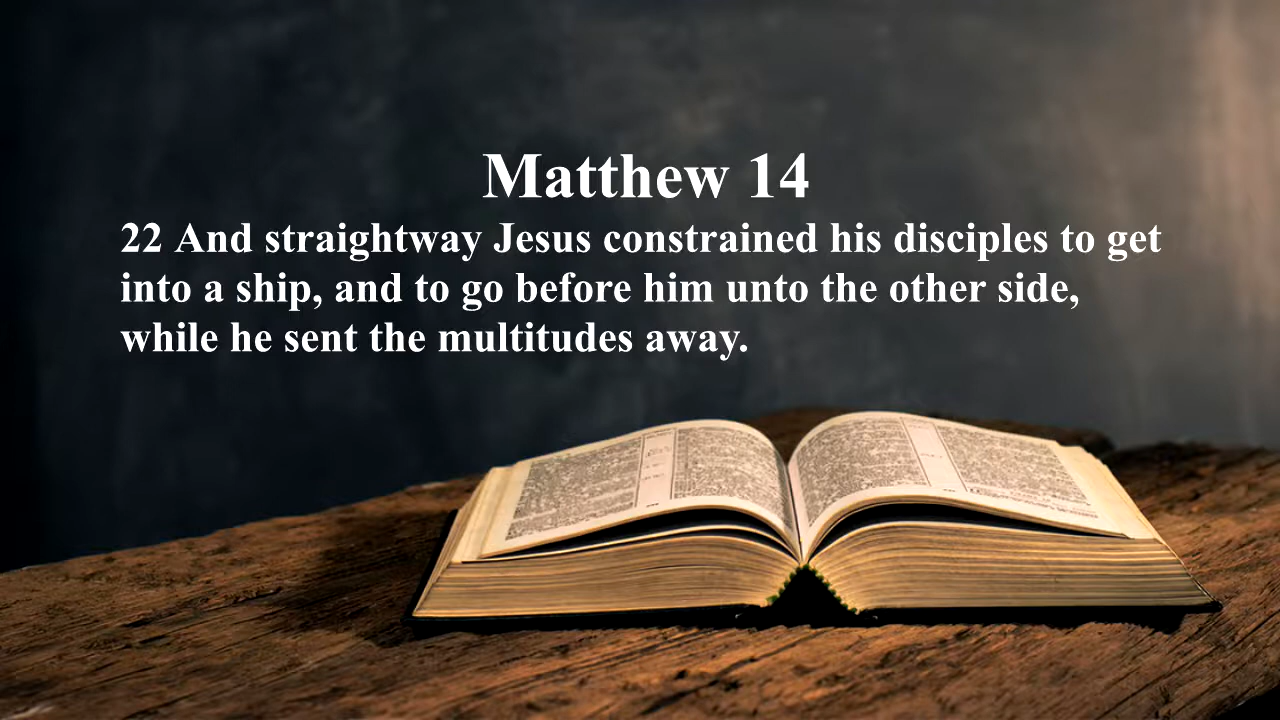 Matthew 14
22 And straightway Jesus constrained his disciples to get
into a ship, and to go before him unto the other side,
while he sent the multitudes away.